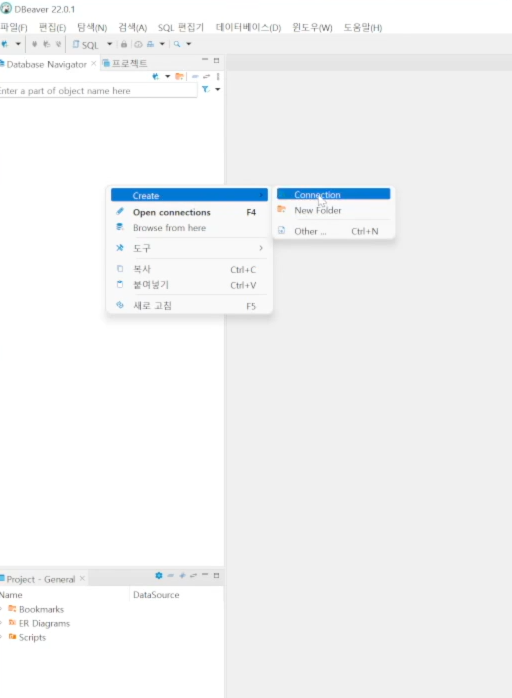 DBeaver 22.0.1
파일(F) 편집(E) 탐색(N) 검색(A) SQL 편집기 데이터베이스(D) 윈도우(W) 도움말(H)
SQL
Database Navigator 프로젝트
Enter a part of object name here
Create
Open connections F4
Browse from here
도구
복사 Ctrl+C
붙여넣기 Ctrl+V
새로 고침 F5
Connection
New Folder
Other ... Ctrl+N
Project - General
Name DataSource
Bookmarks
ER Diagrams
Scripts